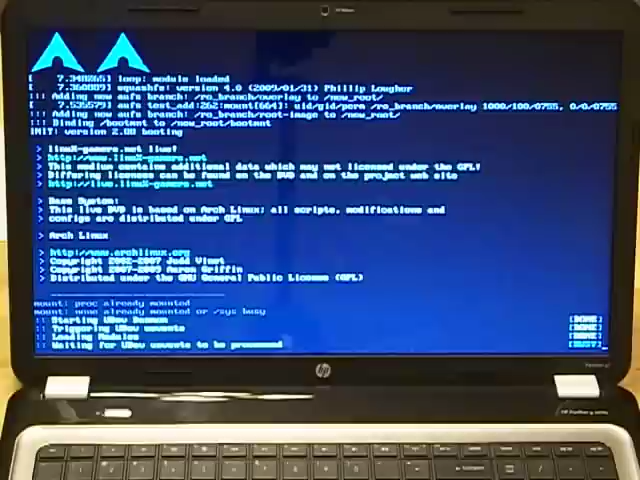 [    7.348265] loop: module loaded
[    7.360889] squashfs: version 4.0 (2009/01/31) Phillip Lougher
!!! Adding new aufs branch: /ro_branch/overlay to /new_root/
[    7.535579] aufs test_add:262:mount[664]: uid/gid/perm /ro_branch/overlay 1000/100/0755, 0/0/0755
!!! Adding new aufs branch: /ro_branch/root-image to /new_root/
!!! Binding /bootmnt to /new_root/bootmnt
INIT: version 2.88 booting
> linuX-gamers.net live!
> http://www.linuX-gamers.net
> This medium contains additional data which may not licensed under the GPL!
> Differing licenses can be found on the DVD and on the project web site
> http://live.linuX-gamers.net
> Base System:
> This live DVD is based on Arch Linux; all scripts, modifications and
> configs are distributed under GPL
> Arch Linux
> http://www.archlinux.org
> Copyright 2002-2007 Judd Vinet
> Copyright 2007-2009 Aaron Griffin
> Distributed under the GNU General Public License (GPL)
mount: proc already mounted
mount: none already mounted or /sys busy
:: Starting UDev Daemon [DONE]
:: Triggering UDev uevents [DONE]
:: Loading Modules [DONE]
:: Waiting for UDev uevents to be processed [BUSY]
hp